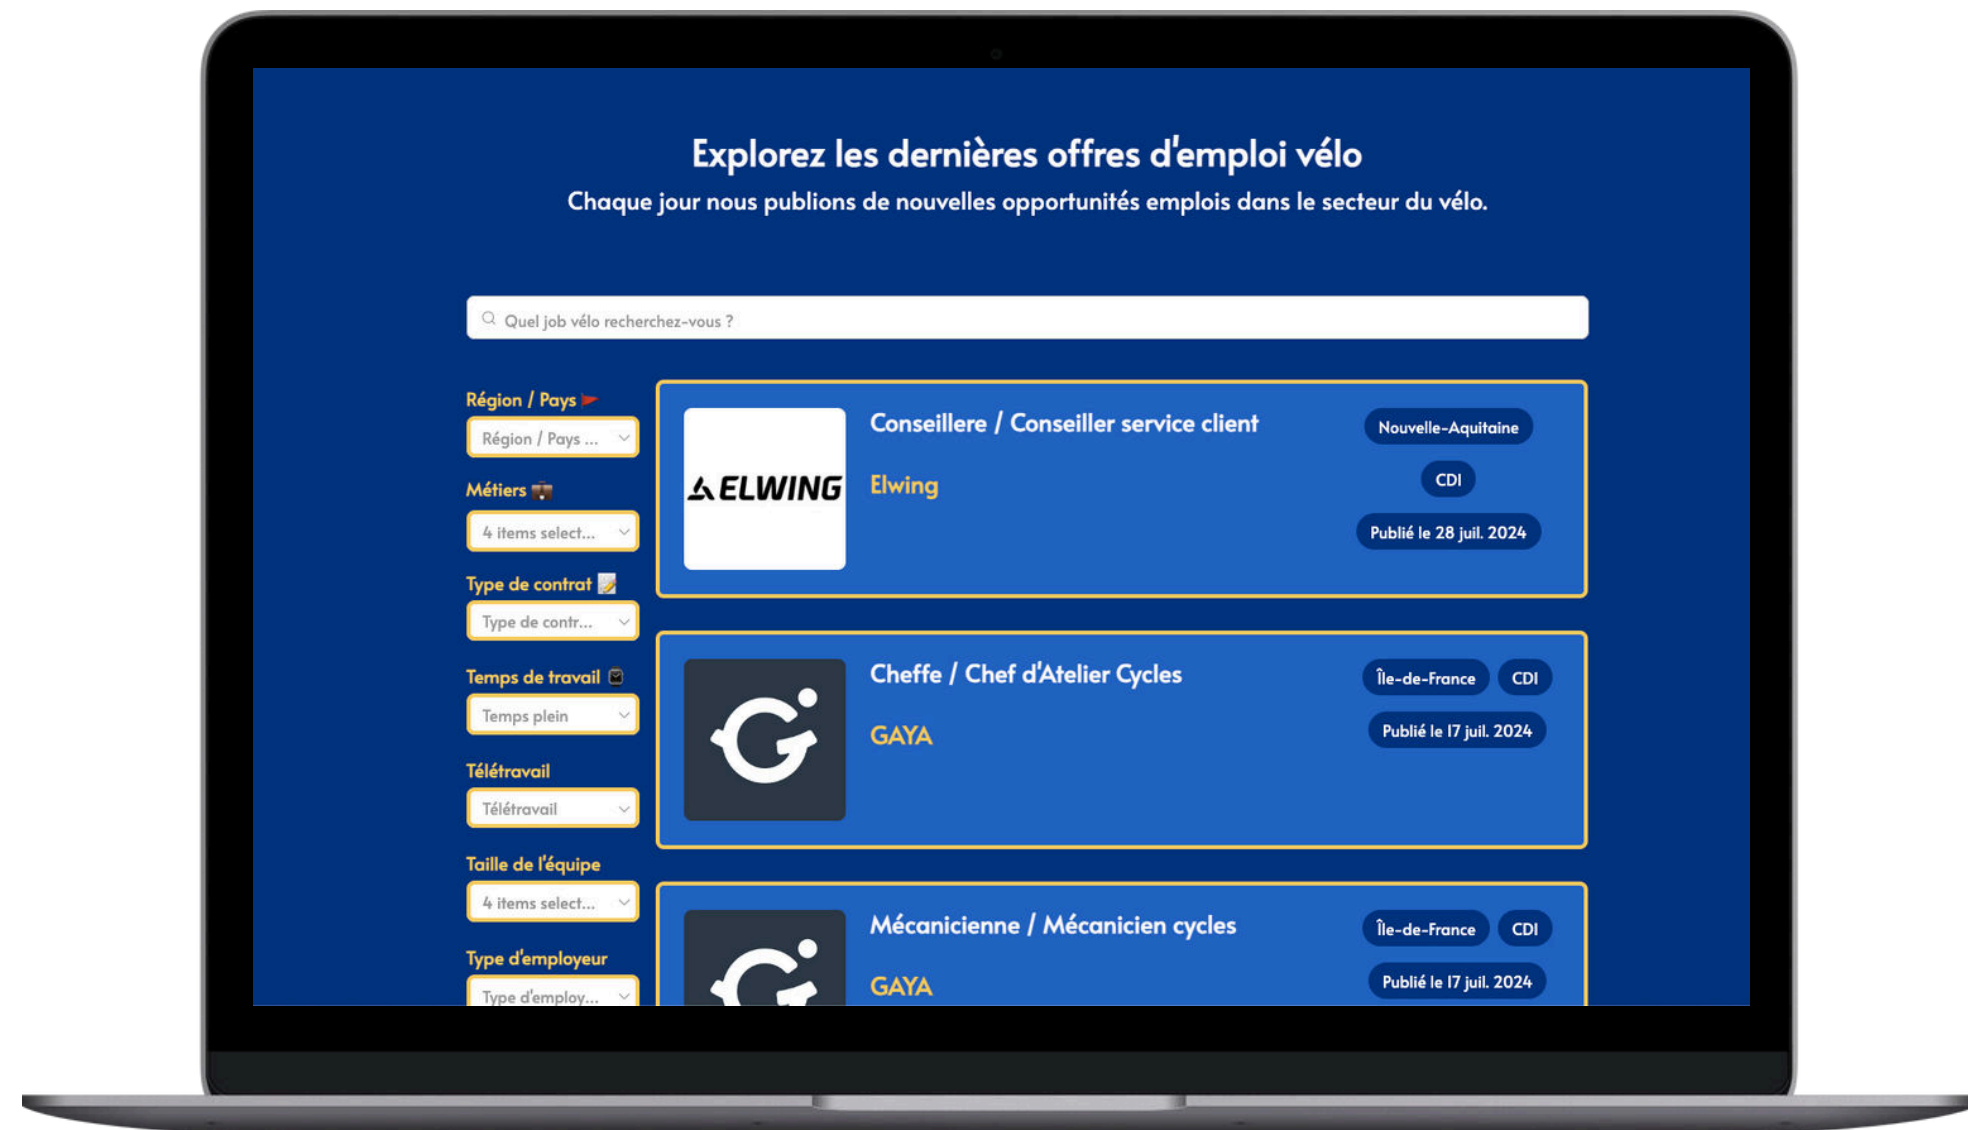 Explorez les dernières offres d'emploi vélo
Chaque jour nous publions de nouvelles opportunités emplois dans le secteur du vélo.
Quel job vélo recherchez-vous ?
Région / Pays
Région / Pays ...
Métiers
4 items select...
Type de contrat
Type de contr...
Temps de travail
Temps plein
Télétravail
Télétravail
Taille de l'équipe
4 items select...
Type d'employeur
Type d'employ...
ELWING
Conseillere / Conseiller service client
Elwing
Nouvelle-Aquitaine
CDI
Publié le 28 juil. 2024
Cheffe / Chef d'Atelier Cycles
GAYA
Île-de-France CDI
Publié le 17 juil. 2024
Mécanicienne / Mécanicien cycles
GAYA
Île-de-France CDI
Publié le 17 juil. 2024